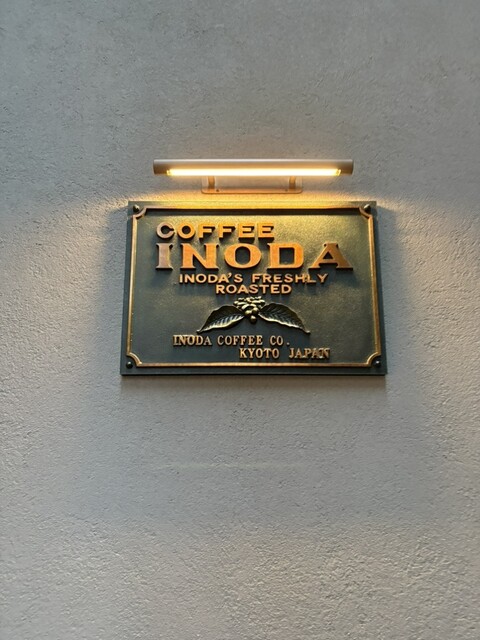 COFFEE
INODA
INODA'S FRESHLY
ROASTED
INODA COFFEE CO.
KYOTO JAPAN